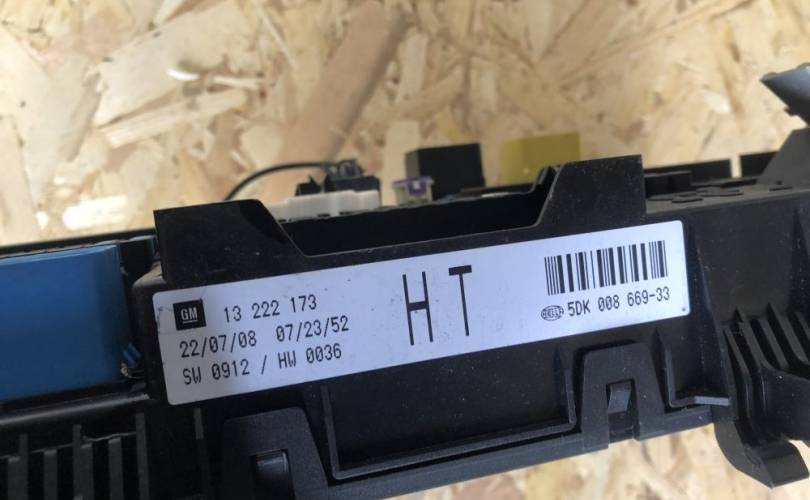 GM 13 222 173
22/07/08 07/23/52
SW 0912 / HW 0036
HT
HELLA 5DK 008 669-33